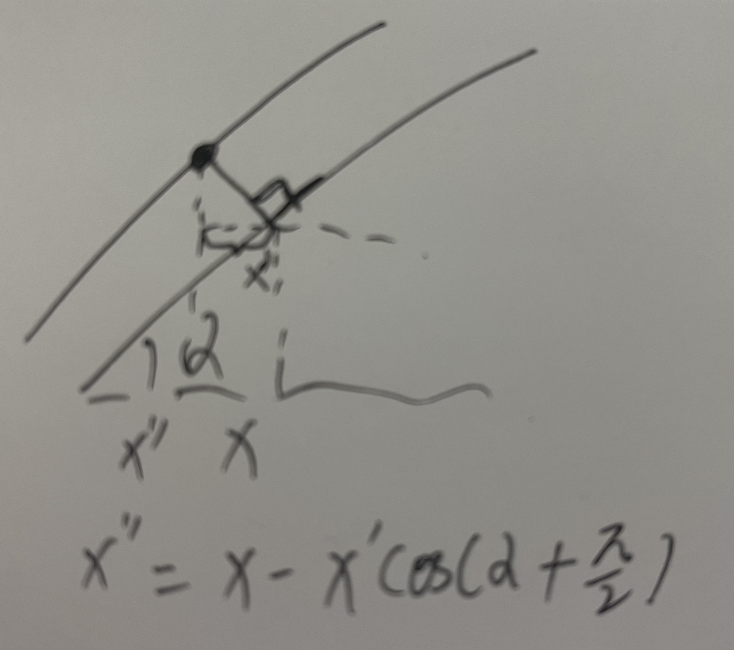 x'
α
x'' x
x'' = x - x' cos(α + π/2)